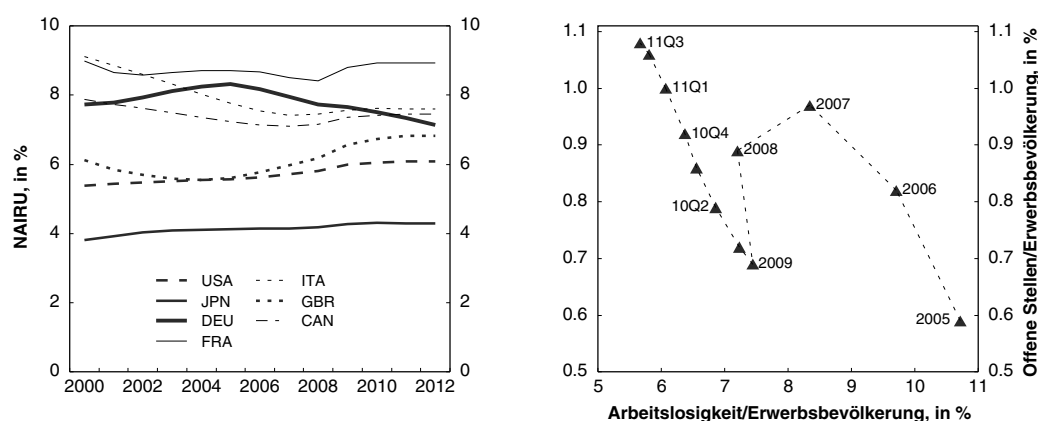 10
8
6
4
2
0
NAIRU, in %
10
8
6
4
2
0
USA
JPN
DEU
FRA
ITA
GBR
CAN
2000 2002 2004 2006 2008 2010 2012
1.1
1.0
0.9
0.8
0.7
0.6
0.5
11Q3
11Q1
10Q4
10Q2
2007
2008
2006
2009
2005
1.1
1.0
0.9
0.8
0.7
0.6
0.5
Offene Stellen/Erwerbsbevölkerung, in %
5 6 7 8 9 10 11
Arbeitslosigkeit/Erwerbsbevölkerung, in %